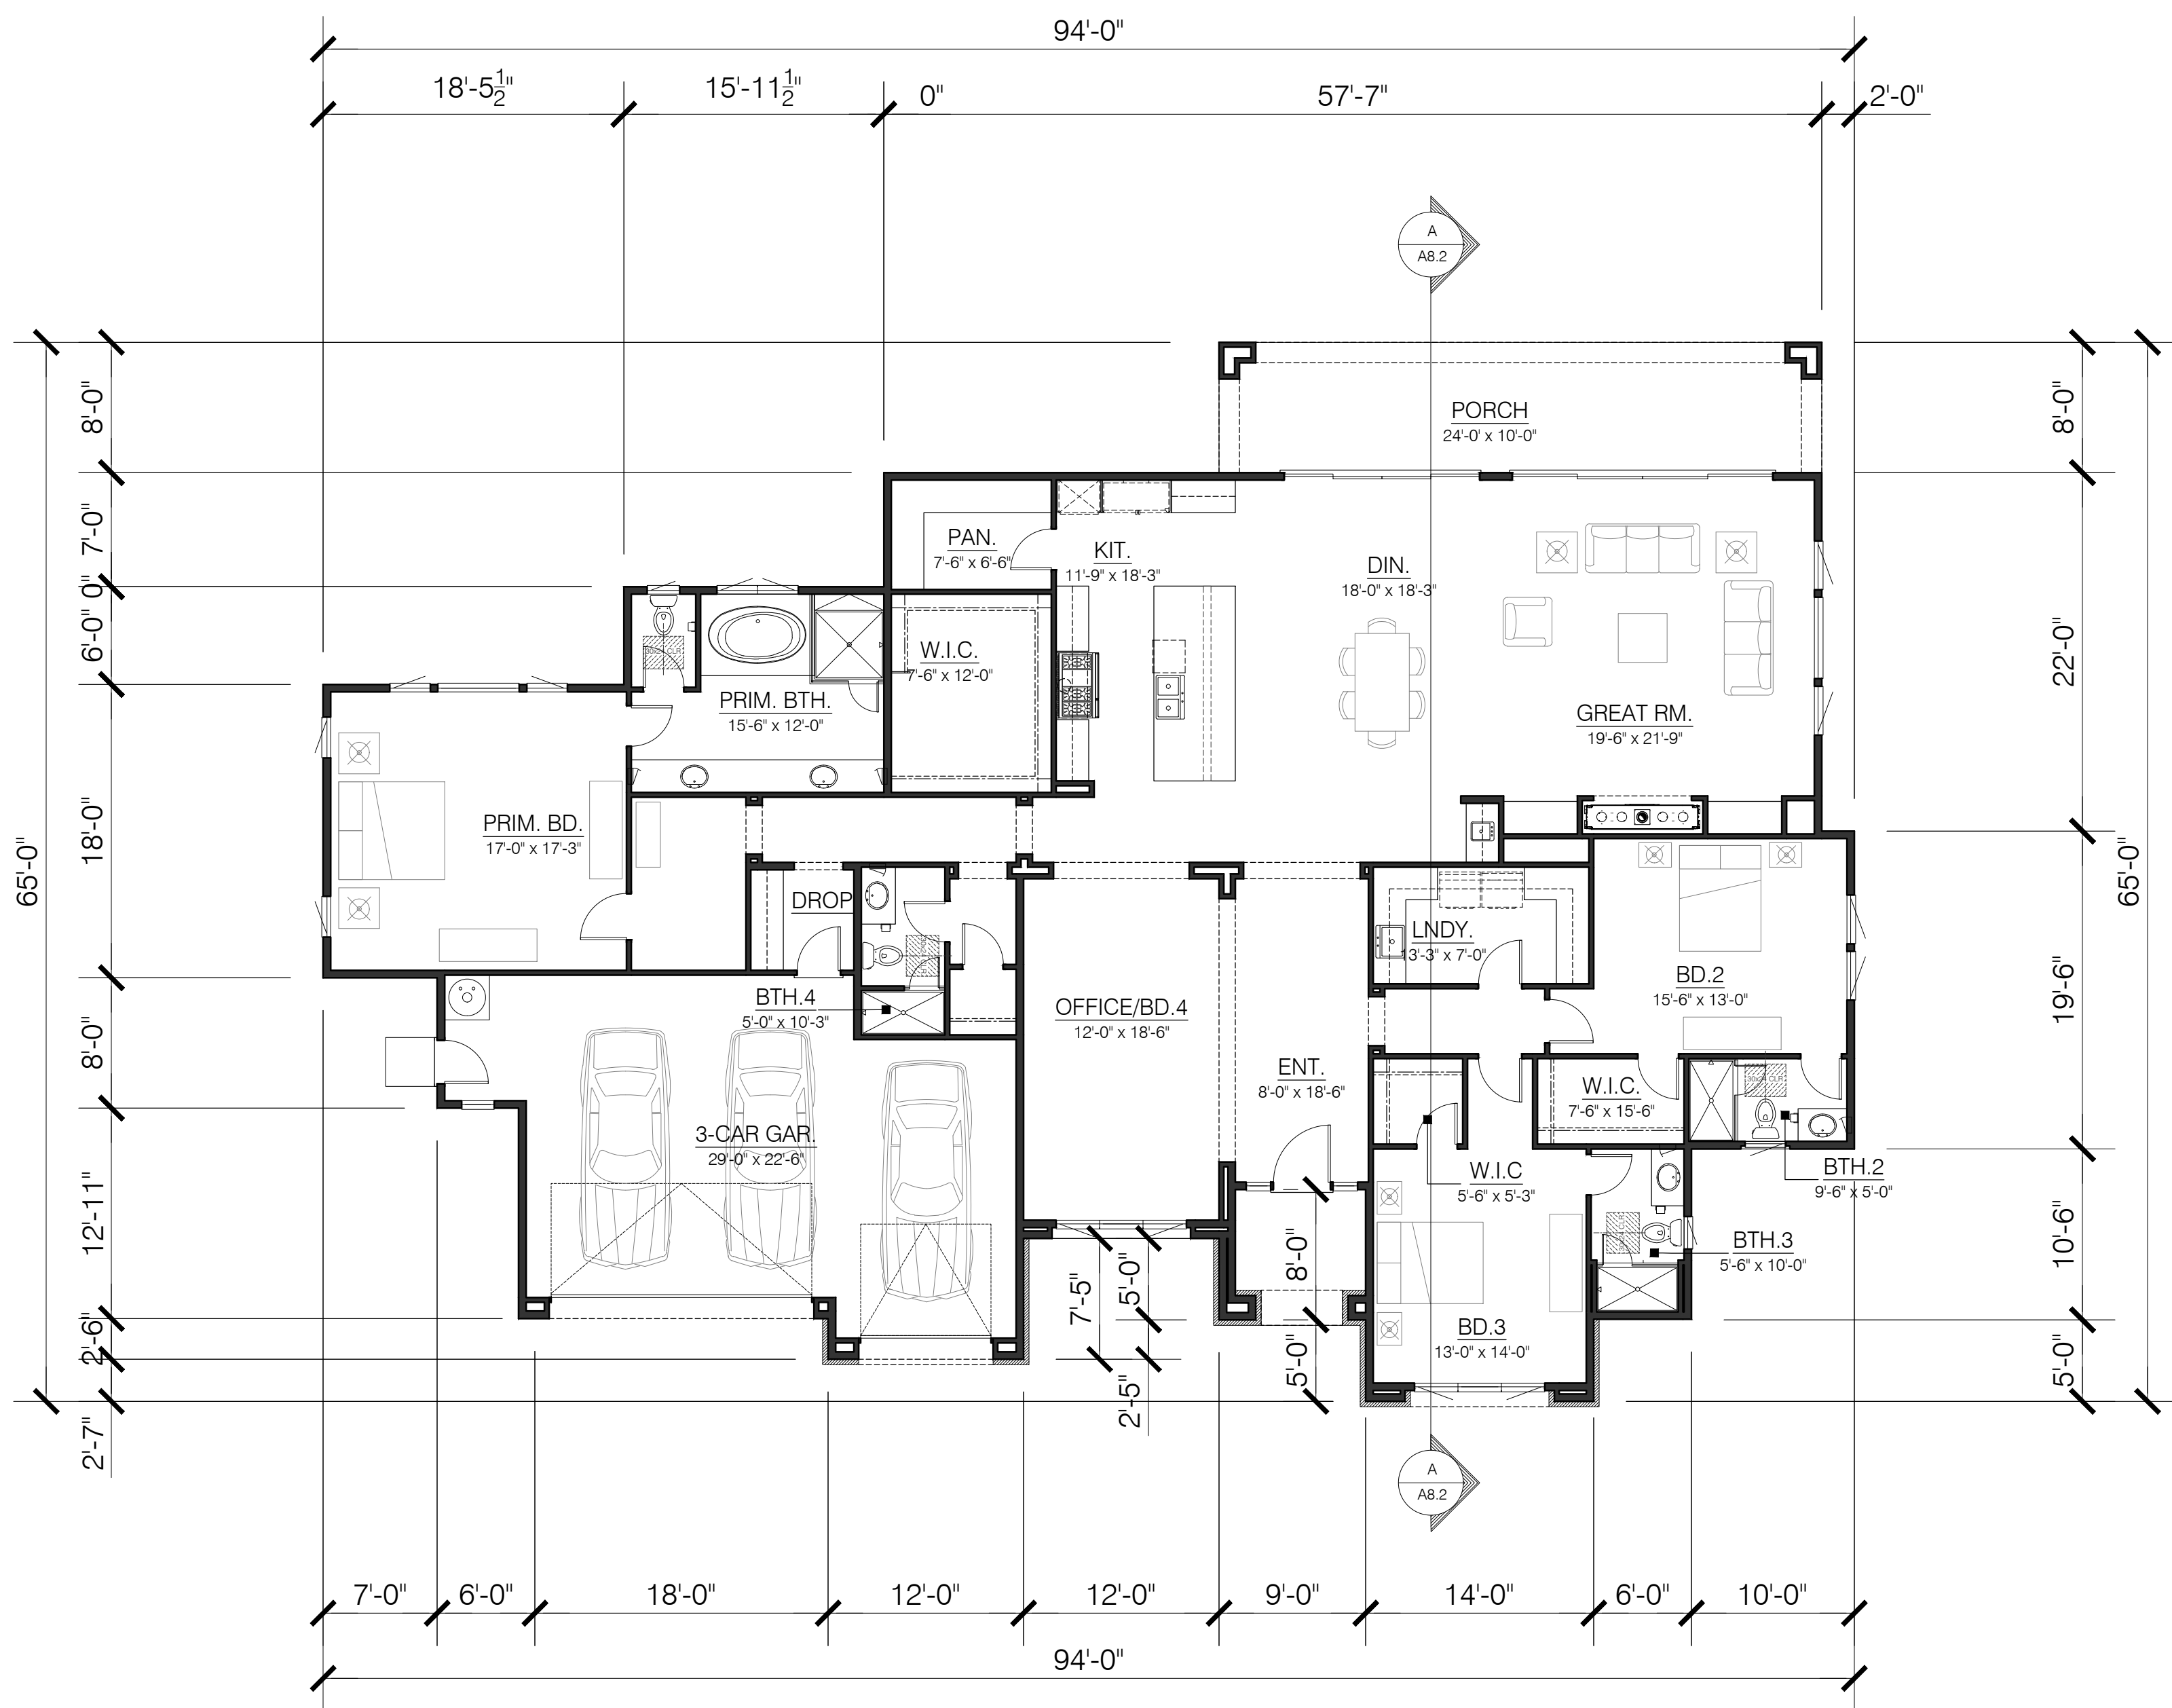 94'-0"
18'-5½"
15'-11½"
0"
57'-7"
2'-0"
A
A8.2
8'-0"
7'-0"
0"
6'-0"
18'-0"
8'-0"
12'-11"
2'-6"
2'-7"
65'-0"
8'-0"
22'-0"
19'-6"
10'-6"
5'-0"
65'-0"
PORCH
24'-0' x 10'-0"
PAN.
7'-6" x 6'-6"
KIT.
11'-9" x 18'-3"
DIN.
18'-0" x 18'-3"
W.I.C.
7'-6" x 12'-0"
PRIM. BTH.
15'-6" x 12'-0"
GREAT RM.
19'-6" x 21'-9"
PRIM. BD.
17'-0" x 17'-3"
DROP
LNDY.
13'-3" x 7'-0"
BD.2
15'-6" x 13'-0"
BTH.4
5'-0" x 10'-3"
OFFICE/BD.4
12'-0" x 18'-6"
ENT.
8'-0" x 18'-6"
W.I.C.
7'-6" x 15'-6"
30x24 CLR
3-CAR GAR.
29'-0" x 22'-6"
W.I.C
5'-6" x 5'-3"
BTH.2
9'-6" x 5'-0"
BTH.3
5'-6" x 10'-0"
BD.3
13'-0" x 14'-0"
7'-5"
5'-0"
2'-5"
8'-0"
5'-0"
A
A8.2
7'-0"
6'-0"
18'-0"
12'-0"
12'-0"
9'-0"
14'-0"
6'-0"
10'-0"
94'-0"